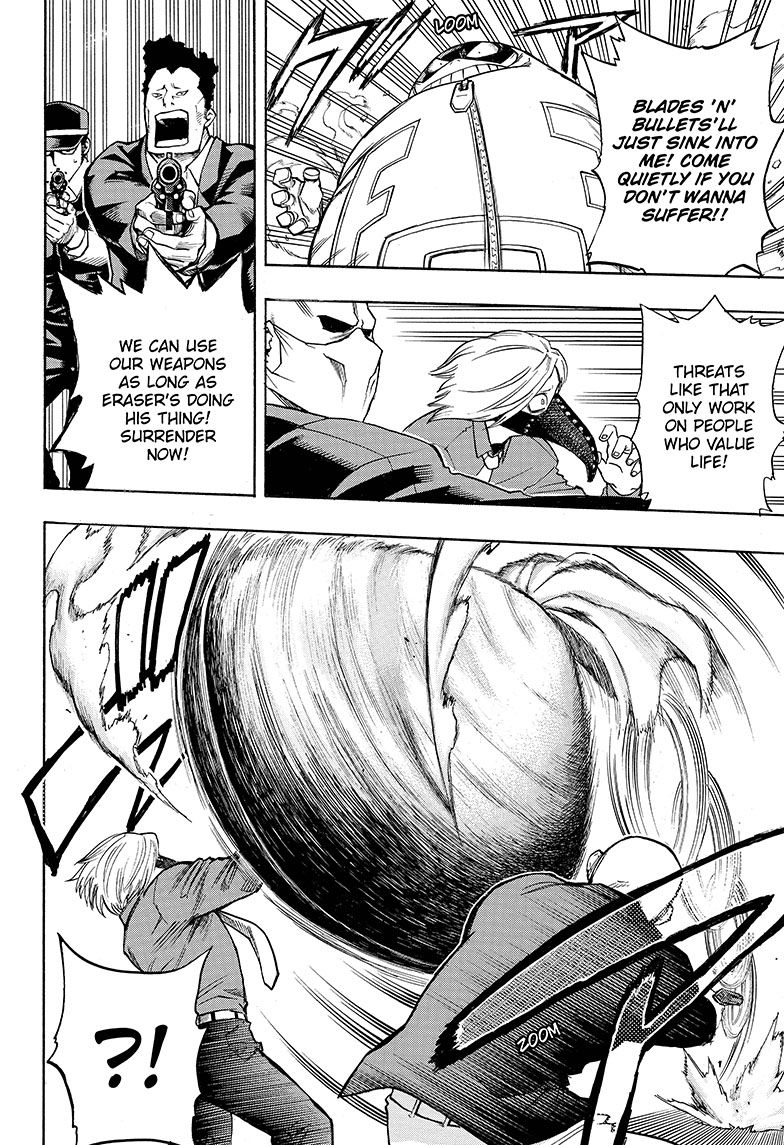 LOOM
BLADES 'N'
BULLETS'LL
JUST SINK INTO
ME! COME
QUIETLY IF YOU
DON'T WANNA
SUFFER!!
WE CAN USE
OUR WEAPONS
AS LONG AS
ERASER'S DOING
HIS THING!
SURRENDER
NOW!
THREATS
LIKE THAT
ONLY WORK
ON PEOPLE
WHO VALUE
LIFE!
ZOOM
?!